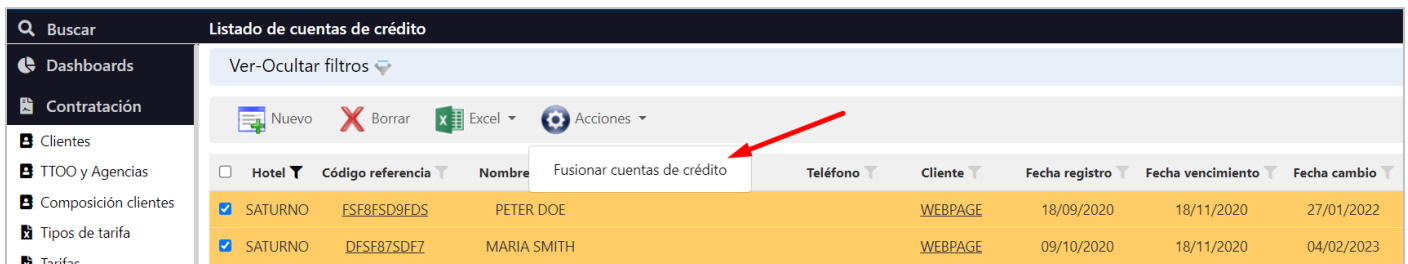 Buscar
Listado de cuentas de crédito
Dashboards
Ver-Ocultar filtros
Contratación
Nuevo Borrar Excel Acciones
Clientes
Fusionar cuentas de crédito
TTOO y Agencias
Hotel Código referencia Nombre Teléfono Cliente Fecha registro Fecha vencimiento Fecha cambio
Composición clientes
SATURNO FSF8FSD9FDS PETER DOE WEBPAGE 18/09/2020 18/11/2020 27/01/2022
Tipos de tarifa
SATURNO DFSF87SDF7 MARIA SMITH WEBPAGE 09/10/2020 18/11/2020 04/02/2023
Tarifas